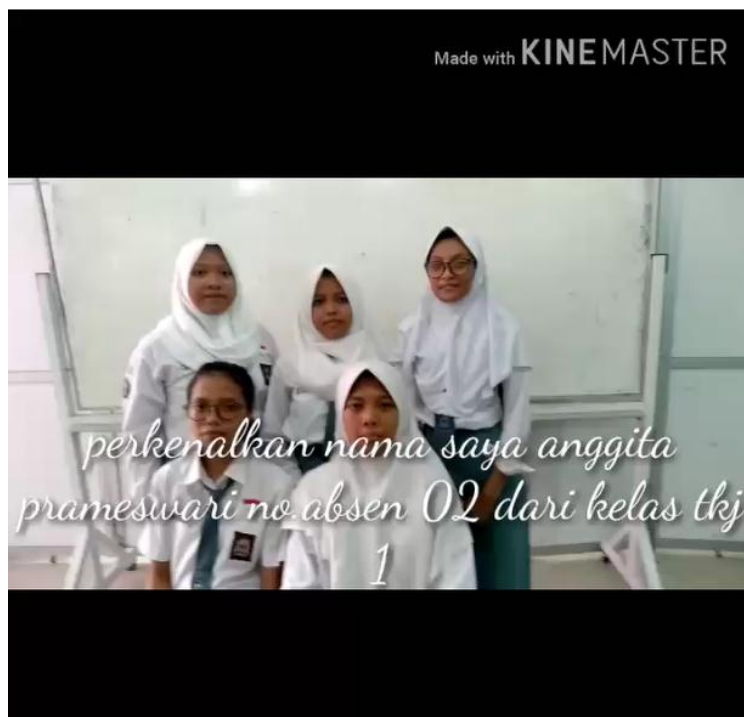 Made with KINEMASTER
perkenalkan nama saya anggita
prameswari no.absen 02 dari kelas tkj
1